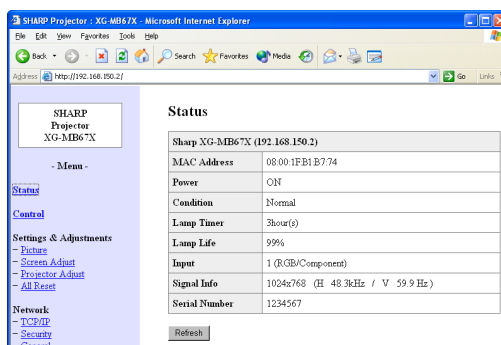 SHARP Projector : XG-MB67X - Microsoft Internet Explorer
File Edit View Favorites Tools Help
Back Search Favorites Media
Address http://192.168.150.2/ Go Links
SHARP
Projector
XG-MB67X
- Menu -
Status
Control
Settings & Adjustments
– Picture
– Screen Adjust
– Projector Adjust
– All Reset
Network
– TCP/IP
– Security
– General
Status
Sharp XG-MB67X (192.168.150.2)
MAC Address 08:00:1F:B1:B7:74
Power ON
Condition Normal
Lamp Timer 3hour(s)
Lamp Life 99%
Input 1 (RGB/Component)
Signal Info 1024x768 (H 48.3kHz / V 59.9 Hz)
Serial Number 1234567
Refresh